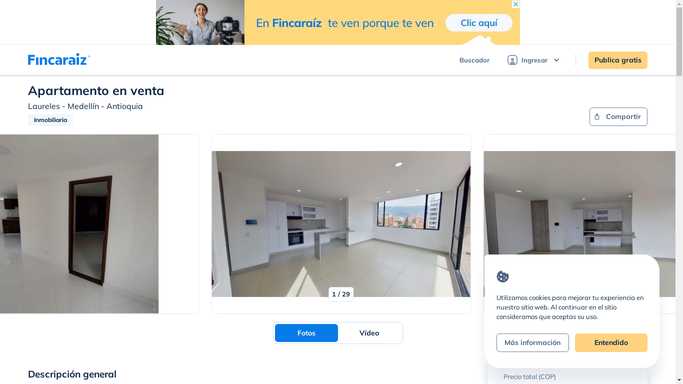 En Fincaraíz te ven porque te ven
Clic aquí
Fincaraíz
Buscador
Ingresar
Publica gratis
Apartamento en venta
Laureles - Medellín - Antioquia
Inmobiliaria
Compartir
1 / 29
Fotos
Vídeo
Utilizamos cookies para mejorar tu experiencia en
nuestro sitio web. Al continuar en el sitio
consideramos que aceptas su uso.
Más información
Entendido
Descripción general
Precio total (COP)